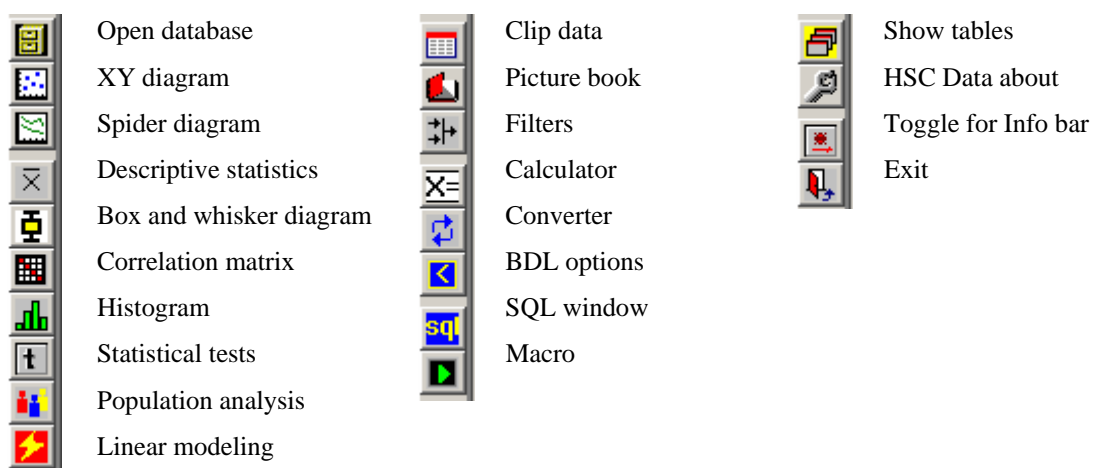 Open database
XY diagram
Spider diagram
Descriptive statistics
Box and whisker diagram
Correlation matrix
Histogram
t
Statistical tests
Population analysis
Linear modeling
Clip data
Picture book
Filters
X=
Calculator
Converter
BDL options
sql
SQL window
Macro
Show tables
HSC Data about
Toggle for Info bar
Exit